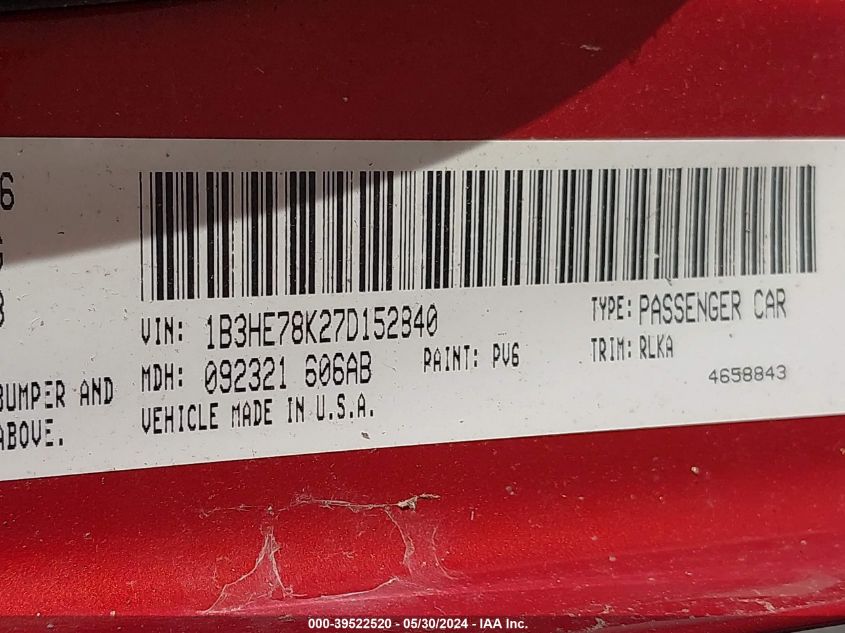 6
8
VIN: 1B3HE78K27D152840
TYPE: PASSENGER CAR
BUMPER AND
MDH: 092321 606AB
PAINT: PV6
TRIM: RLKA
ABOVE.
VEHICLE MADE IN U.S.A.
4658843
000-39522520 - 05/30/2024 - IAA Inc.